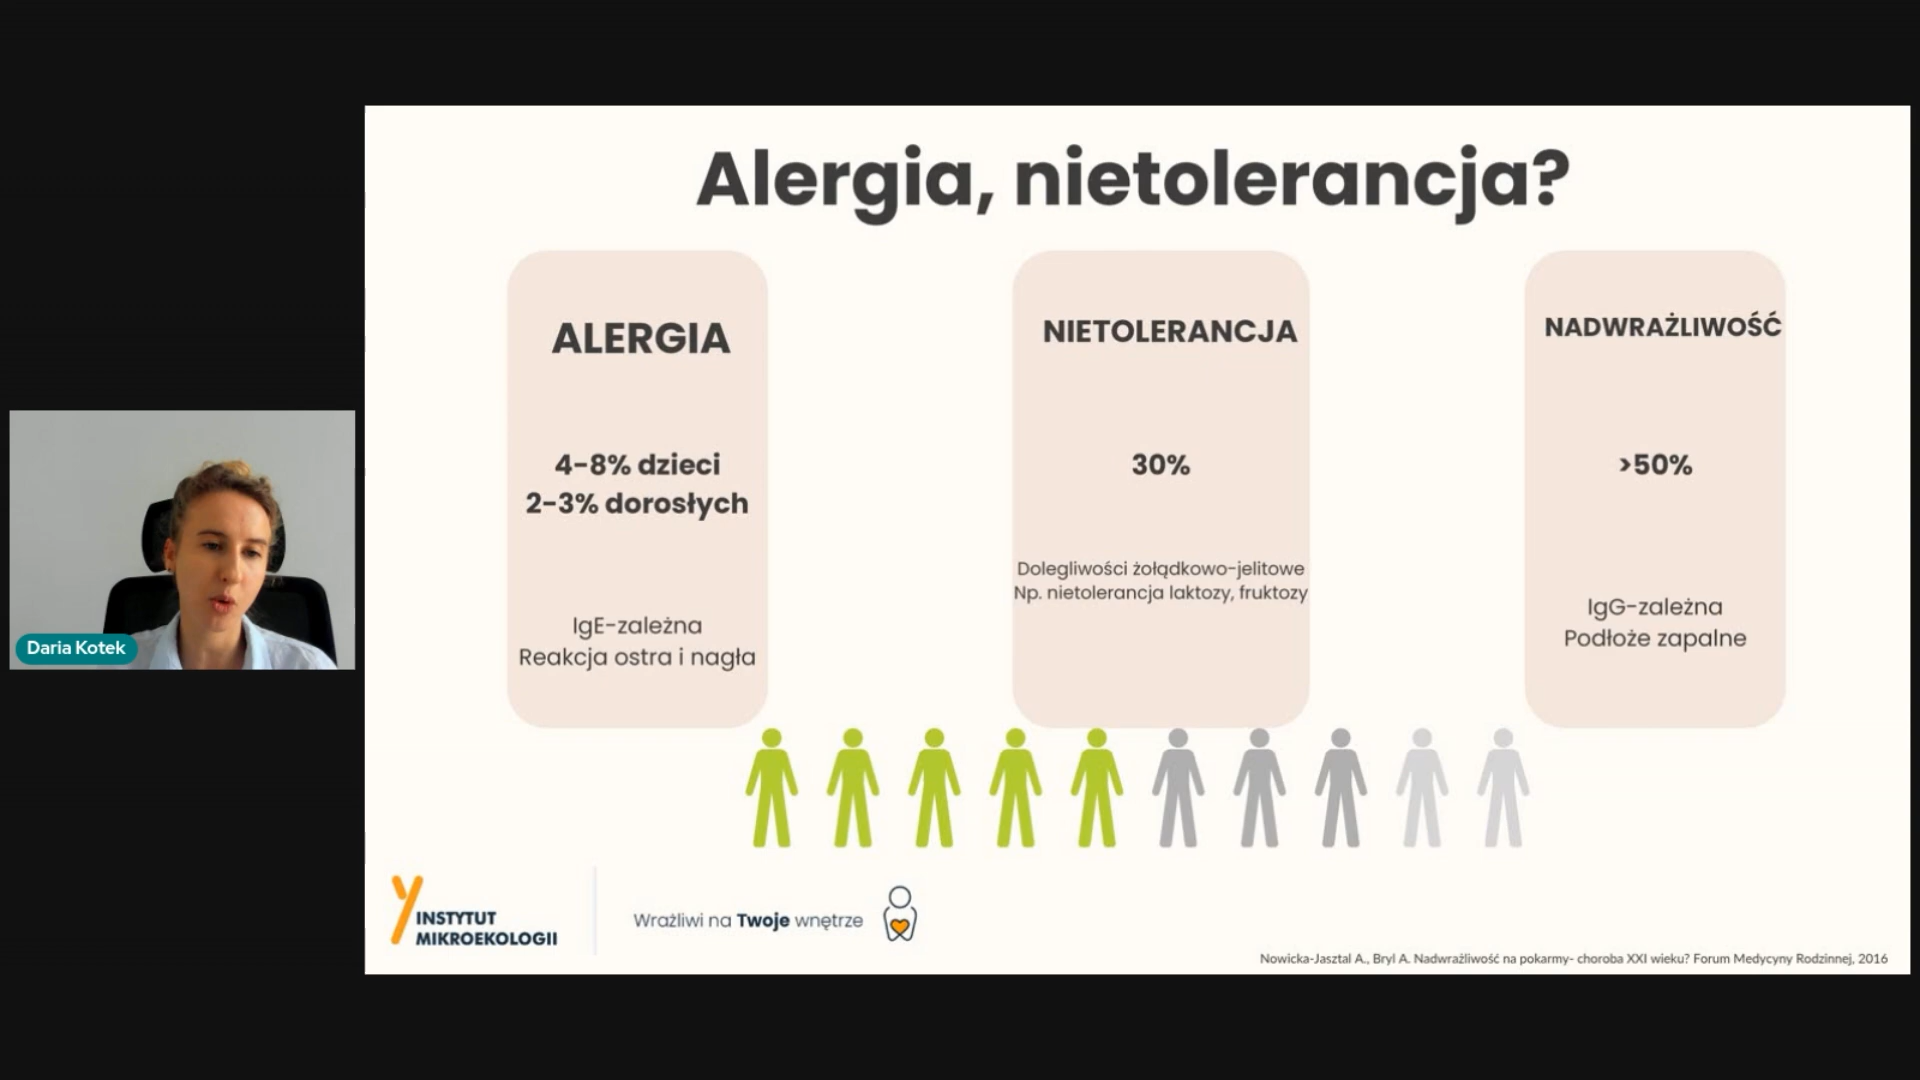 Alergia, nietolerancja?
ALERGIA
4-8% dzieci
2-3% dorosłych
IgE-zależna
Reakcja ostra i nagła
NIETOLERANCJA
30%
Dolegliwości żołądkowo-jelitowe
Np. nietolerancja laktozy, fruktozy
NADWRAŻLIWOŚĆ
>50%
IgG-zależna
Podłoże zapalne
Daria Kotek
INSTYTUT
MIKROEKOLOGII
Wrażliwi na Twoje wnętrze
Nowicka-Jasztal A., Bryl A. Nadwrażliwość na pokarmy- choroba XXI wieku? Forum Medycyny Rodzinnej, 2016